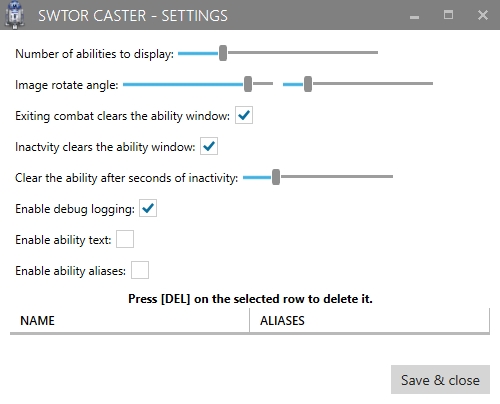 SWTOR CASTER - SETTINGS
Number of abilities to display:
Image rotate angle:
Exiting combat clears the ability window:
Inactvity clears the ability window:
Clear the ability after seconds of inactivity:
Enable debug logging:
Enable ability text:
Enable ability aliases:
Press [DEL] on the selected row to delete it.
NAME ALIASES
Save & close